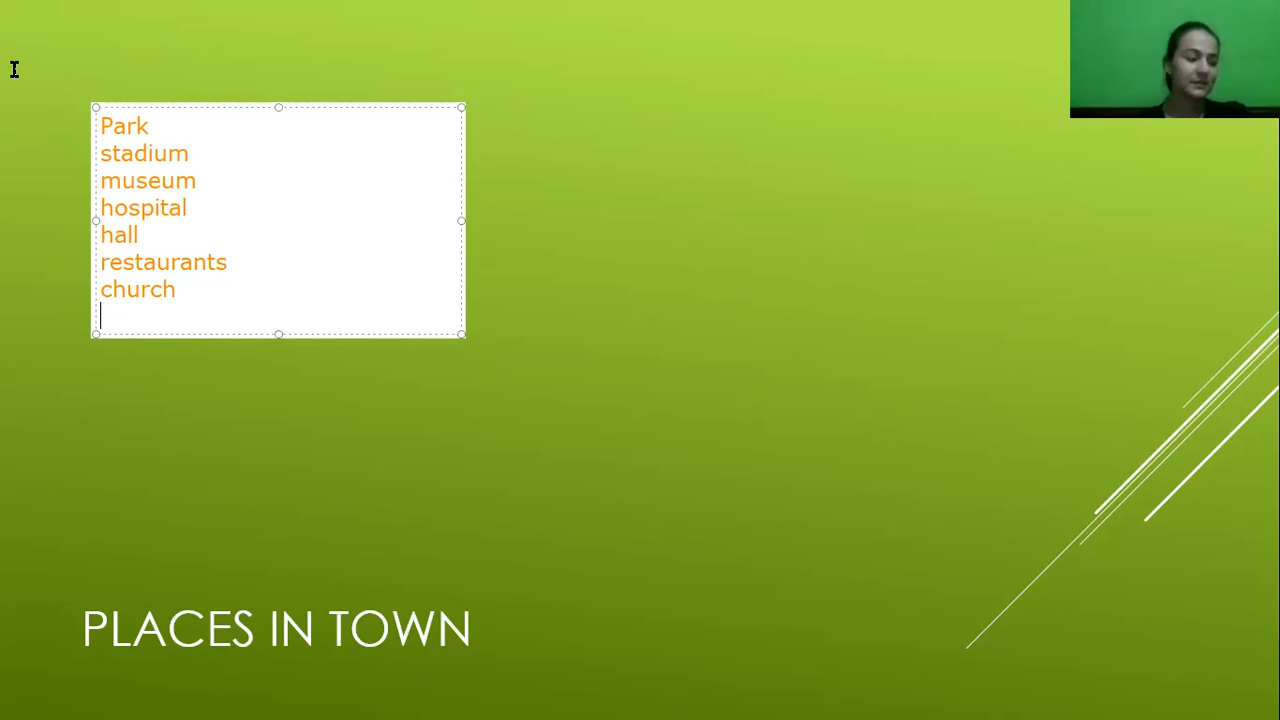 Park
stadium
museum
hospital
hall
restaurants
church
PLACES IN TOWN